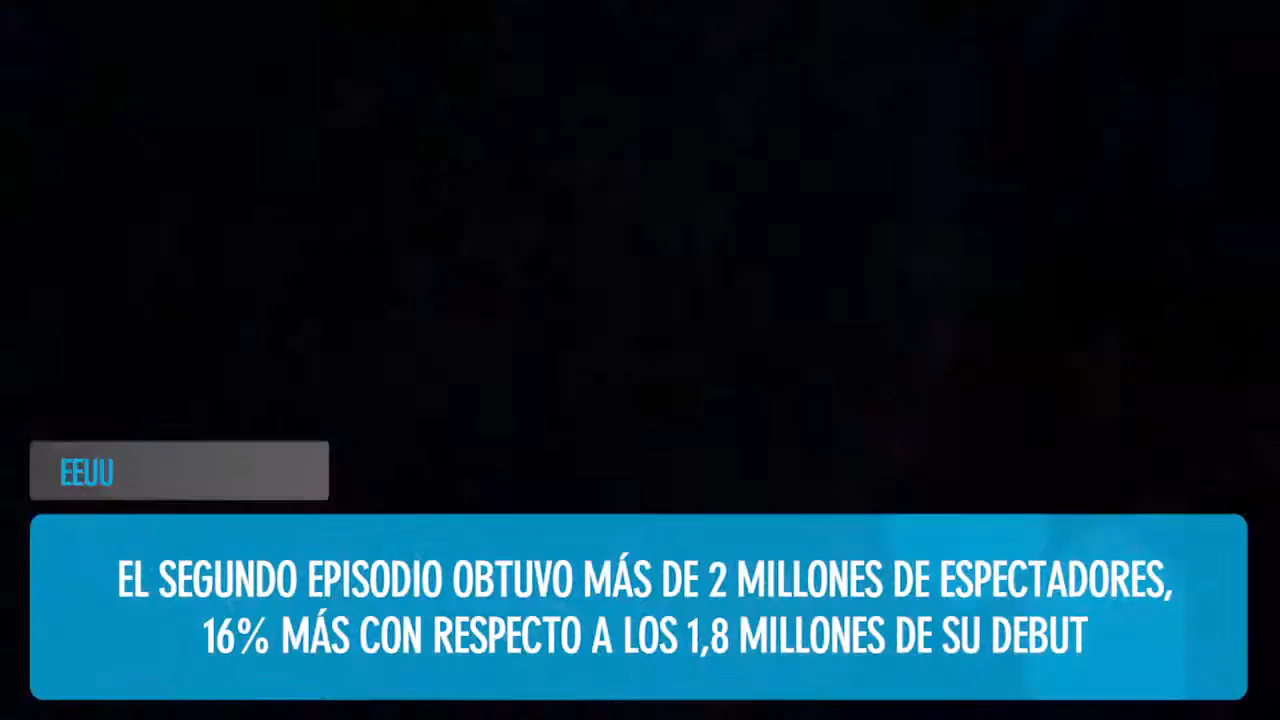 EEUU
EL SEGUNDO EPISODIO OBTUVO MÁS DE 2 MILLONES DE ESPECTADORES,
16% MÁS CON RESPECTO A LOS 1,8 MILLONES DE SU DEBUT